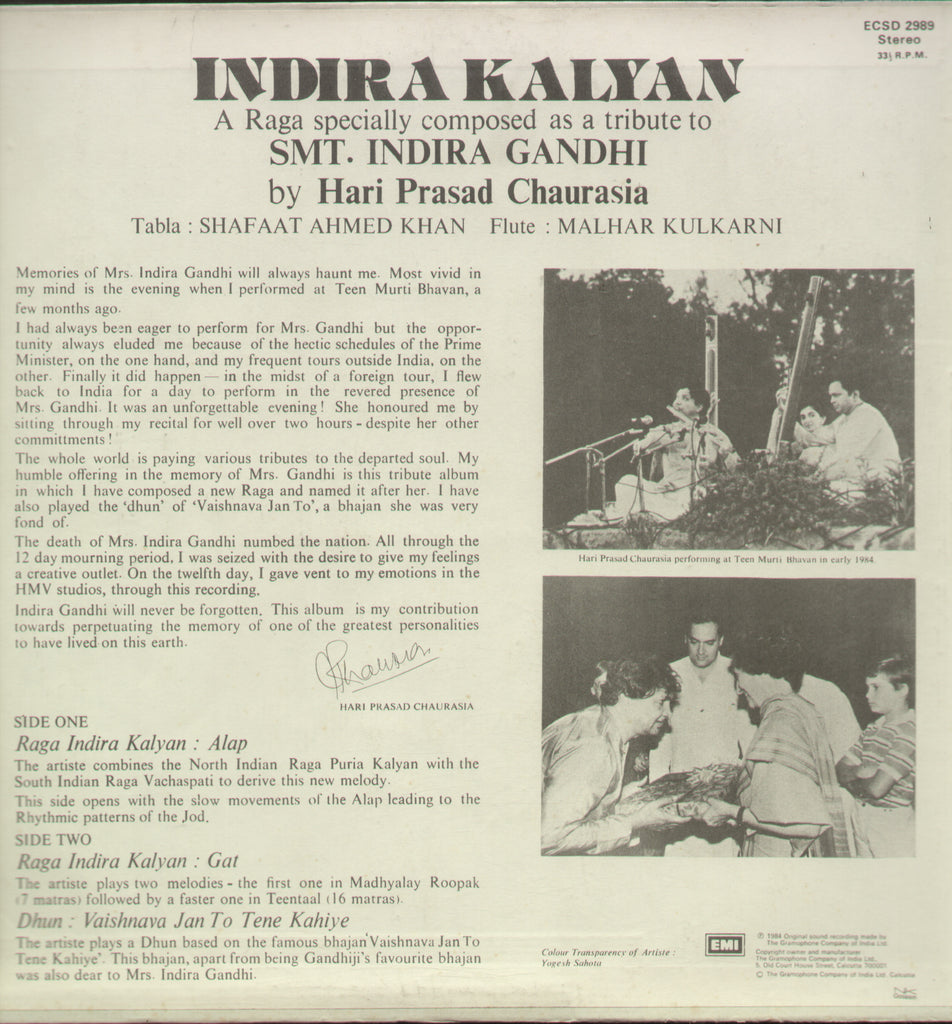 ECSD 2989
Stereo
33⅓ R.P.M.
INDIRA KALYAN
A Raga specially composed as a tribute to
SMT. INDIRA GANDHI
by Hari Prasad Chaurasia
Tabla : SHAFAAT AHMED KHAN Flute : MALHAR KULKARNI
Memories of Mrs. Indira Gandhi will always haunt me. Most vivid in
my mind is the evening when I performed at Teen Murti Bhavan, a
few months ago.
I had always been eager to perform for Mrs. Gandhi but the oppor-
tunity always eluded me because of the hectic schedules of the Prime
Minister, on the one hand, and my frequent tours outside India, on the
other. Finally it did happen — in the midst of a foreign tour, I flew
back to India for a day to perform in the revered presence of
Mrs. Gandhi. It was an unforgettable evening! She honoured me by
sitting through my recital for well over two hours - despite her other
committments!
The whole world is paying various tributes to the departed soul. My
humble offering in the memory of Mrs. Gandhi is this tribute album
in which I have composed a new Raga and named it after her. I have
also played the 'dhun' of 'Vaishnava Jan To', a bhajan she was very
fond of.
The death of Mrs. Indira Gandhi numbed the nation. All through the
12 day mourning period, I was seized with the desire to give my feelings
a creative outlet. On the twelfth day, I gave vent to my emotions in the
HMV studios, through this recording.
Indira Gandhi will never be forgotten. This album is my contribution
towards perpetuating the memory of one of the greatest personalities
to have lived on this earth.
HARI PRASAD CHAURASIA
SIDE ONE
Raga Indira Kalyan : Alap
The artiste combines the North Indian Raga Puria Kalyan with the
South Indian Raga Vachaspati to derive this new melody.
This side opens with the slow movements of the Alap leading to the
Rhythmic patterns of the Jod.
SIDE TWO
Raga Indira Kalyan : Gat
The artiste plays two melodies - the first one in Madhyalay Roopak
(7 matras) followed by a faster one in Teentaal (16 matras).
Dhun : Vaishnava Jan To Tene Kahiye
The artiste plays a Dhun based on the famous bhajan 'Vaishnava Jan To
Tene Kahiye'. This bhajan, apart from being Gandhiji's favourite bhajan
was also dear to Mrs. Indira Gandhi.
Hari Prasad Chaurasia performing at Teen Murti Bhavan in early 1984.
Colour Transparency of Artiste :
Yogesh Sahota
EMI
℗ 1984 Original sound recording made by
The Gramophone Company of India Ltd.
Copyright owner and manufacturer
The Gramophone Company of India Ltd.,
5, Old Court House Street, Calcutta 700001.
© The Gramophone Company of India Ltd. Calcutta